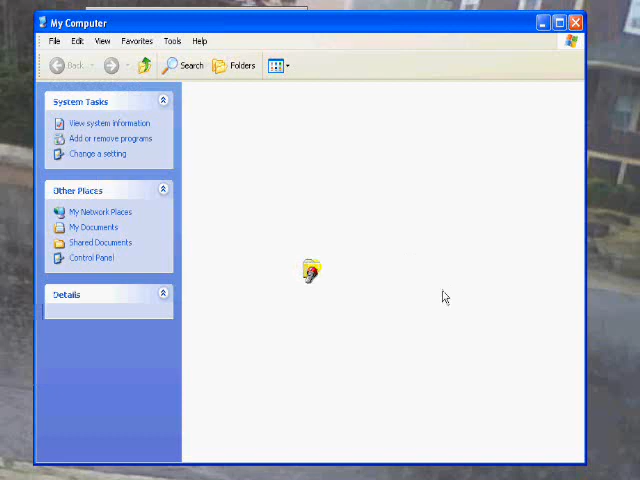 My Computer
File Edit View Favorites Tools Help
Back Search Folders
System Tasks
View system information
Add or remove programs
Change a setting
Other Places
My Network Places
My Documents
Shared Documents
Control Panel
Details